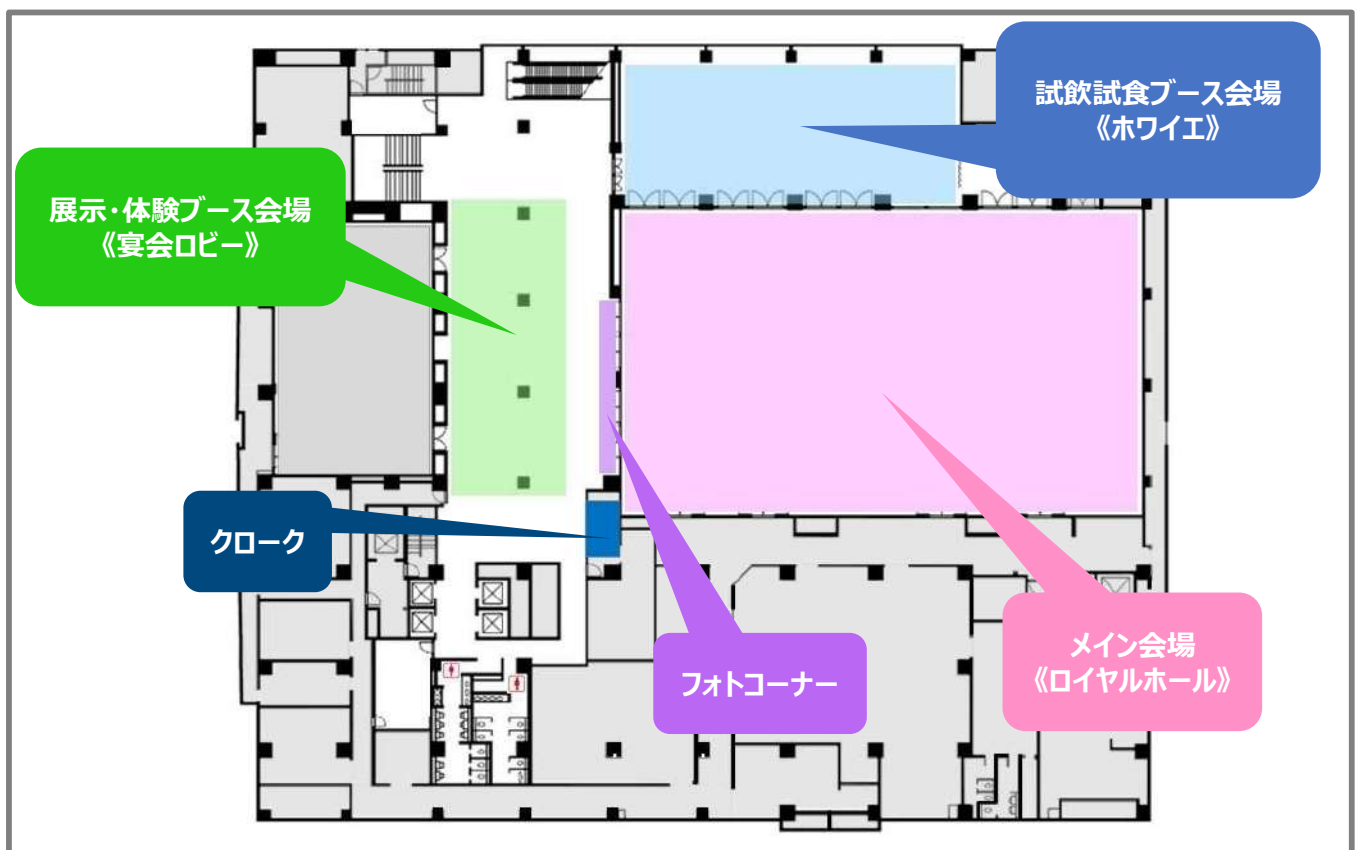 試飲試食ブース会場
《ホワイエ》
展示・体験ブース会場
《宴会ロビー》
クローク
フォトコーナー
メイン会場
《ロイヤルホール》